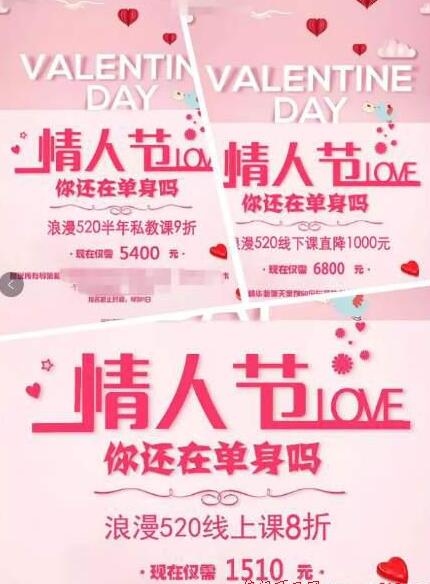 VALENTIN
DAY
情人节LOVE
你还在单身吗
浪漫520半年私教课9折
· 现在仅需 5400 元 ·
VALENTINE
DAY
情人节LOVE
你还在单身吗
浪漫520线下课直降1000元
· 现在仅需 6800 元 ·
情人节LOVE
你还在单身吗
浪漫520线上课8折
· 现在仅需 1510 元 ·